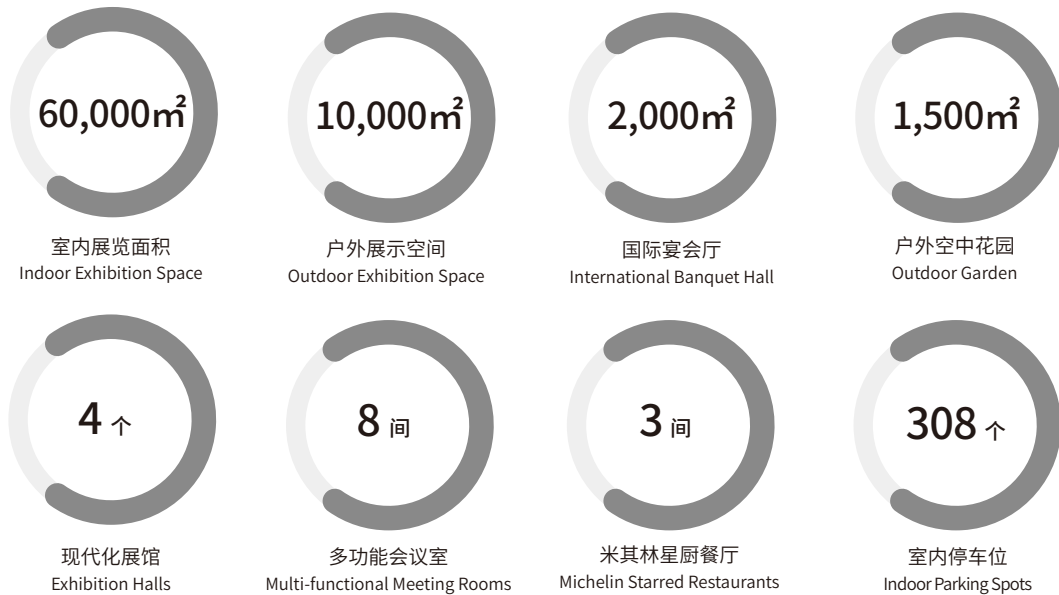 60,000㎡
室内展览面积
Indoor Exhibition Space
10,000㎡
户外展示空间
Outdoor Exhibition Space
2,000㎡
国际宴会厅
International Banquet Hall
1,500㎡
户外空中花园
Outdoor Garden
4 个
现代化展馆
Exhibition Halls
8 间
多功能会议室
Multi-functional Meeting Rooms
3 间
米其林星厨餐厅
Michelin Starred Restaurants
308 个
室内停车位
Indoor Parking Spots